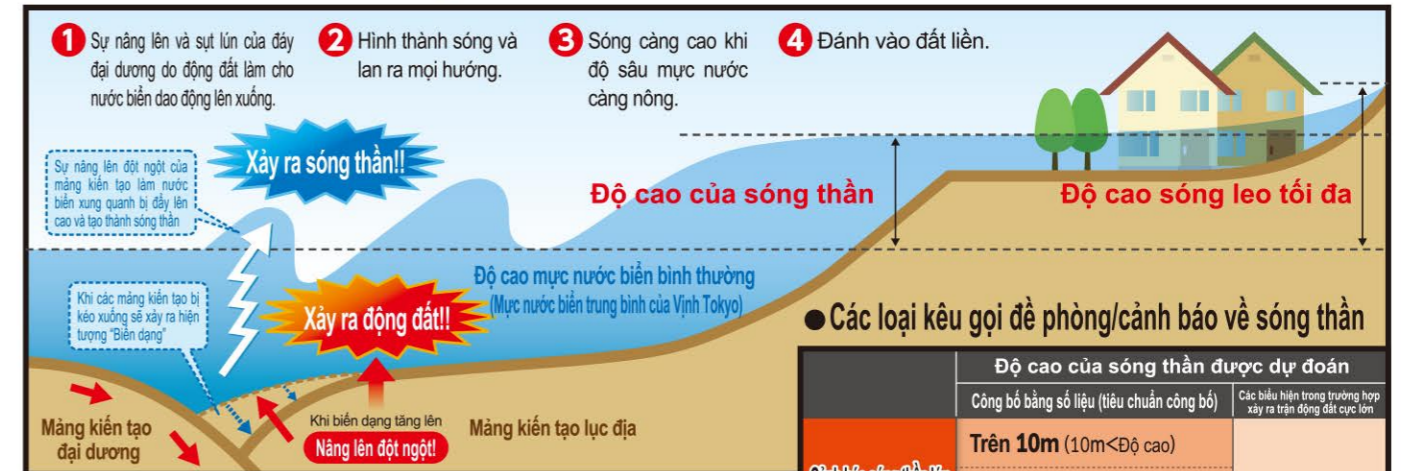 1 Sự nâng lên và sụt lún của đáy
đại dương do động đất làm cho
nước biển dao động lên xuống.
2 Hình thành sóng và
lan ra mọi hướng.
3 Sóng càng cao khi
độ sâu mực nước
càng nông.
4 Đánh vào đất liền.
Sự nâng lên đột ngột của
mảng kiến tạo làm nước
biển xung quanh bị đẩy lên
cao và tạo thành sóng thần
Xảy ra sóng thần!!
Độ cao của sóng thần
Độ cao sóng leo tối đa
Độ cao mực nước biển bình thường
(Mực nước biển trung bình của Vịnh Tokyo)
Khi các mảng kiến tạo bị
kéo xuống sẽ xảy ra hiện
tượng "Biến dạng"
Xảy ra động đất!!
Mảng kiến tạo
đại dương
Khi biến dạng tăng lên
Nâng lên đột ngột!
Mảng kiến tạo lục địa
●Các loại kêu gọi đề phòng/cảnh báo về sóng thần
Độ cao của sóng thần được dự đoán
Công bố bằng số liệu (tiêu chuẩn công bố)
Các biểu hiện trong trường hợp
xảy ra trận động đất cực lớn
Trên 10m (10m<Độ cao)